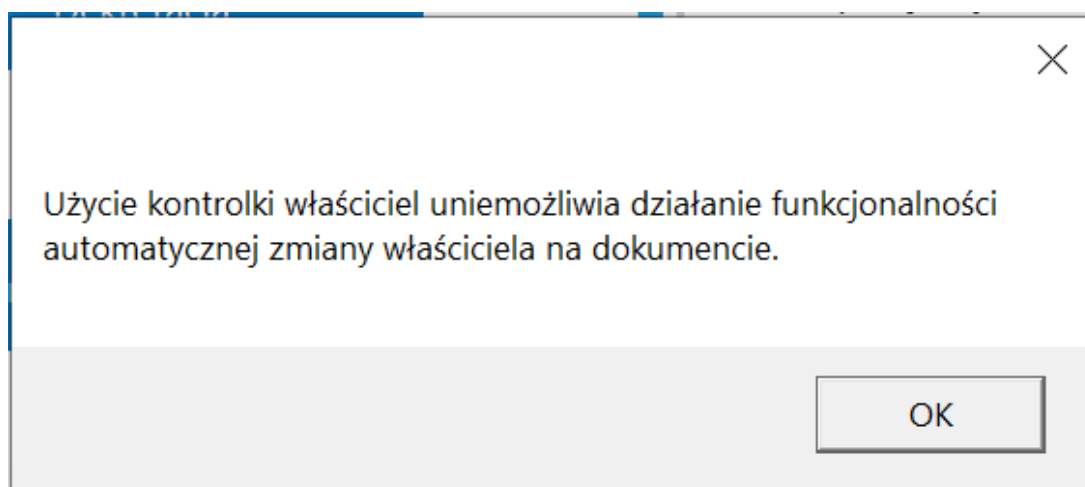 Użycie kontrolki właściciel uniemożliwia działanie funkcjonalności
automatycznej zmiany właściciela na dokumencie.
OK